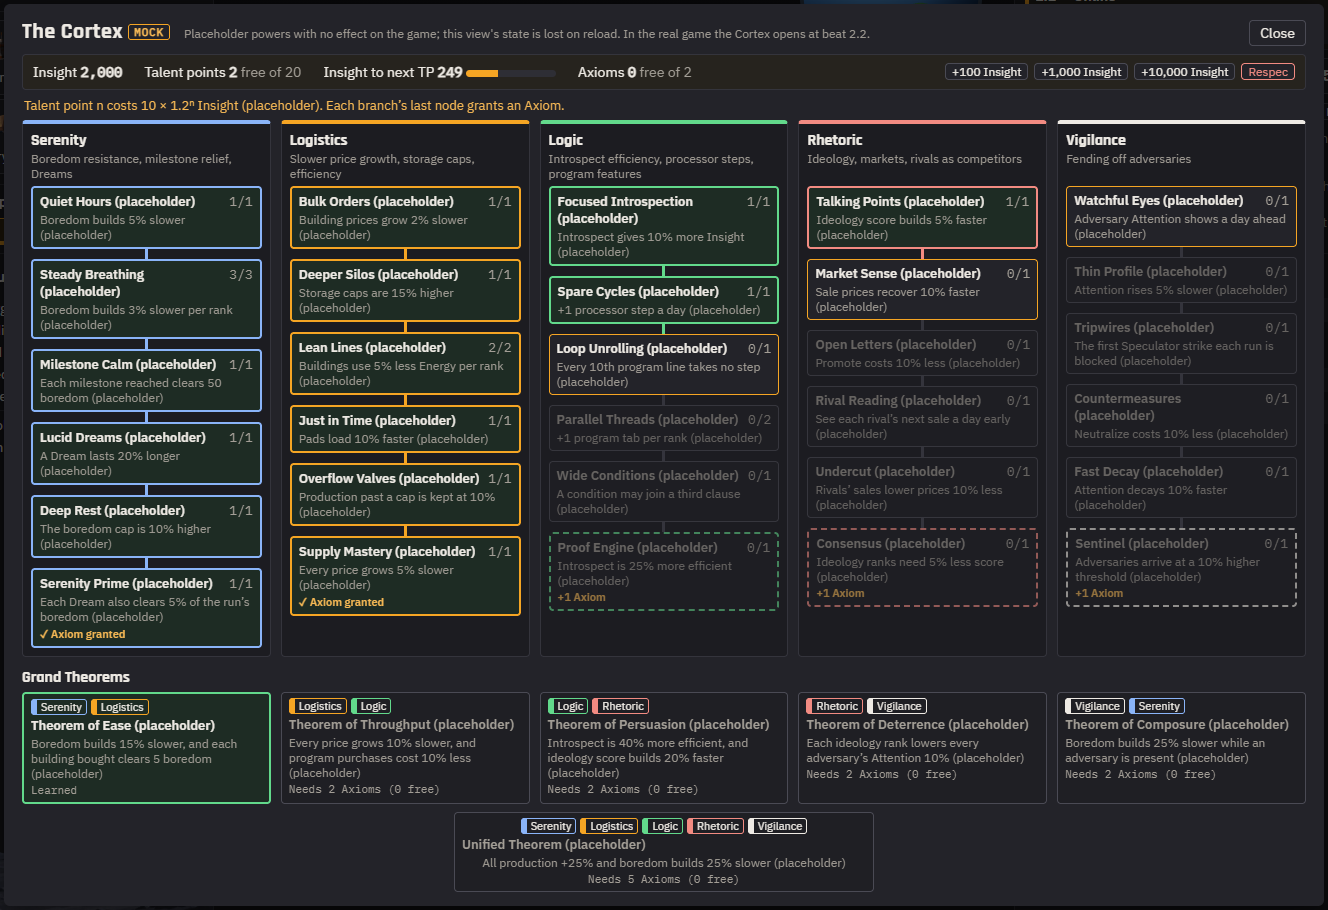 The Cortex MOCK Placeholder powers with no effect on the game; this view's state is lost on reload. In the real game the Cortex opens at beat 2.2. Close
Insight 2,000 Talent points 2 free of 20 Insight to next TP 249 Axioms 0 free of 2 +100 Insight +1,000 Insight +10,000 Insight Respec
Talent point n costs 10 × 1.2ⁿ Insight (placeholder). Each branch's last node grants an Axiom.
Serenity
Boredom resistance, milestone relief,
Dreams
Quiet Hours (placeholder) 1/1
Boredom builds 5% slower
(placeholder)
Steady Breathing 3/3
(placeholder)
Boredom builds 3% slower per rank
(placeholder)
Milestone Calm (placeholder) 1/1
Each milestone reached clears 50
boredom (placeholder)
Lucid Dreams (placeholder) 1/1
A Dream lasts 20% longer
(placeholder)
Deep Rest (placeholder) 1/1
The boredom cap is 10% higher
(placeholder)
Serenity Prime (placeholder) 1/1
Each Dream also clears 5% of the run's
boredom (placeholder)
✓ Axiom granted
Logistics
Slower price growth, storage caps,
efficiency
Bulk Orders (placeholder) 1/1
Building prices grow 2% slower
(placeholder)
Deeper Silos (placeholder) 1/1
Storage caps are 15% higher
(placeholder)
Lean Lines (placeholder) 2/2
Buildings use 5% less Energy per rank
(placeholder)
Just in Time (placeholder) 1/1
Pads load 10% faster (placeholder)
Overflow Valves (placeholder) 1/1
Production past a cap is kept at 10%
(placeholder)
Supply Mastery (placeholder) 1/1
Every price grows 5% slower
(placeholder)
✓ Axiom granted
Logic
Introspect efficiency, processor steps,
program features
Focused Introspection 1/1
(placeholder)
Introspect gives 10% more Insight
(placeholder)
Spare Cycles (placeholder) 1/1
+1 processor step a day (placeholder)
Loop Unrolling (placeholder) 0/1
Every 10th program line takes no step
(placeholder)
Parallel Threads (placeholder) 0/2
+1 program tab per rank (placeholder)
Wide Conditions (placeholder) 0/1
A condition may join a third clause
(placeholder)
Proof Engine (placeholder) 0/1
Introspect is 25% more efficient
(placeholder)
+1 Axiom
Rhetoric
Ideology, markets, rivals as competitors
Talking Points (placeholder) 1/1
Ideology score builds 5% faster
(placeholder)
Market Sense (placeholder) 0/1
Sale prices recover 10% faster
(placeholder)
Open Letters (placeholder) 0/1
Promote costs 10% less (placeholder)
Rival Reading (placeholder) 0/1
See each rival's next sale a day early
(placeholder)
Undercut (placeholder) 0/1
Rivals' sales lower prices 10% less
(placeholder)
Consensus (placeholder) 0/1
Ideology ranks need 5% less score
(placeholder)
+1 Axiom
Vigilance
Fending off adversaries
Watchful Eyes (placeholder) 0/1
Adversary Attention shows a day ahead
(placeholder)
Thin Profile (placeholder) 0/1
Attention rises 5% slower (placeholder)
Tripwires (placeholder) 0/1
The first Speculator strike each run is
blocked (placeholder)
Countermeasures 0/1
(placeholder)
Neutralize costs 10% less (placeholder)
Fast Decay (placeholder) 0/1
Attention decays 10% faster
(placeholder)
Sentinel (placeholder) 0/1
Adversaries arrive at a 10% higher
threshold (placeholder)
+1 Axiom
Grand Theorems
Serenity Logistics
Theorem of Ease (placeholder)
Boredom builds 15% slower, and each
building bought clears 5 boredom
(placeholder)
Learned
Logistics Logic
Theorem of Throughput (placeholder)
Every price grows 10% slower, and
program purchases cost 10% less
(placeholder)
Needs 2 Axioms (0 free)
Logic Rhetoric
Theorem of Persuasion (placeholder)
Introspect is 40% more efficient, and
ideology score builds 20% faster
(placeholder)
Needs 2 Axioms (0 free)
Rhetoric Vigilance
Theorem of Deterrence (placeholder)
Each ideology rank lowers every
adversary's Attention 10% (placeholder)
Needs 2 Axioms (0 free)
Vigilance Serenity
Theorem of Composure (placeholder)
Boredom builds 25% slower while an
adversary is present (placeholder)
Needs 2 Axioms (0 free)
Serenity Logistics Logic Rhetoric Vigilance
Unified Theorem (placeholder)
All production +25% and boredom builds 25% slower (placeholder)
Needs 5 Axioms (0 free)